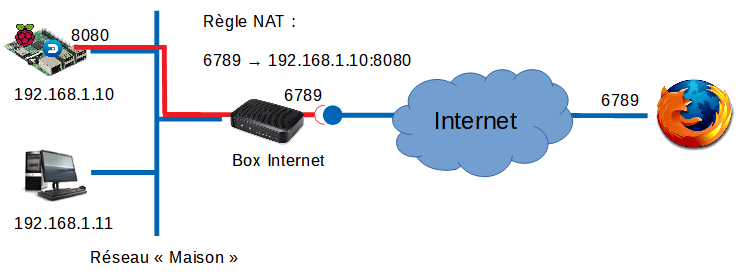 Règle NAT :
8080
6789 → 192.168.1.10:8080
192.168.1.10
6789
6789
Internet
Box Internet
192.168.1.11
Réseau « Maison »